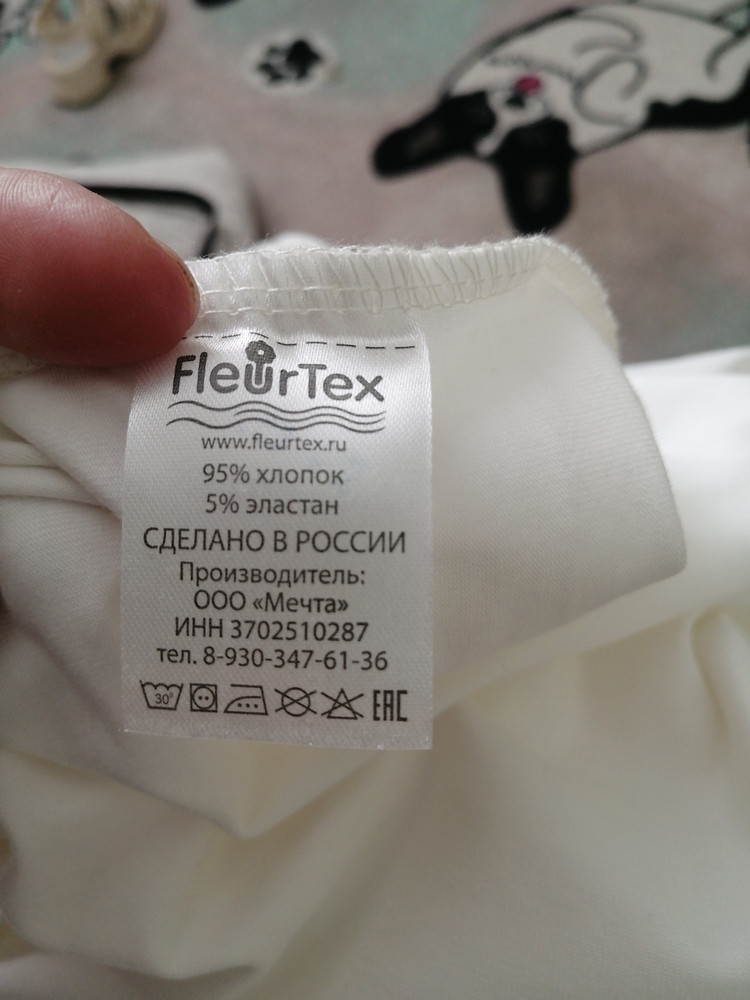 FleurTex
www.fleurtex.ru
95% хлопок
5% эластан
СДЕЛАНО В РОССИИ
Производитель:
ООО «Мечта»
ИНН 3702510287
тел. 8-930-347-61-36
30° EAC